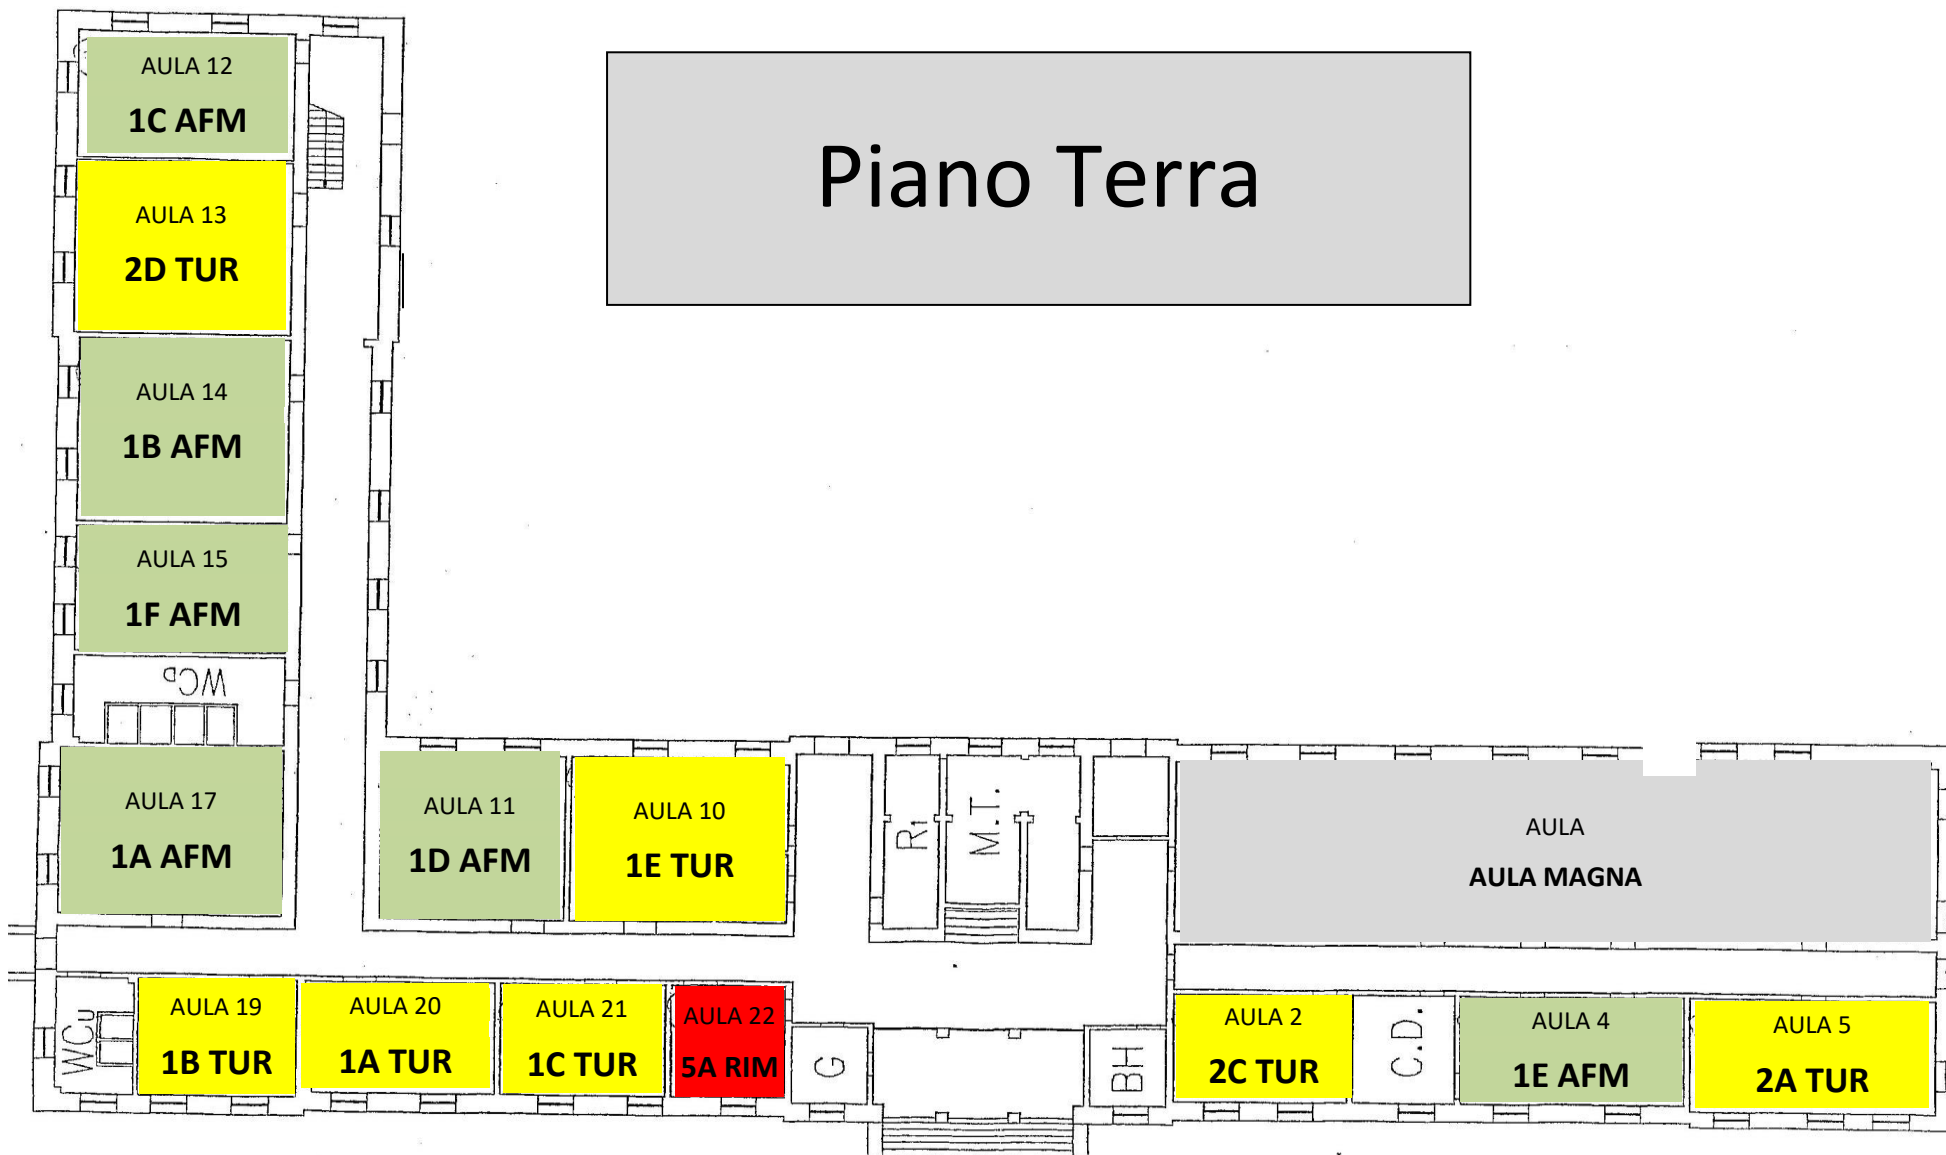 Piano Terra
AULA 12
1C AFM
AULA 13
2D TUR
AULA 14
1B AFM
AULA 15
1F AFM
WCD
AULA 17
1A AFM
AULA 11
1D AFM
AULA 10
1E TUR
R1
M.T.
AULA
AULA MAGNA
WCU
AULA 19
1B TUR
AULA 20
1A TUR
AULA 21
1C TUR
AULA 22
5A RIM
G
BH
AULA 2
2C TUR
C.D.
AULA 4
1E AFM
AULA 5
2A TUR